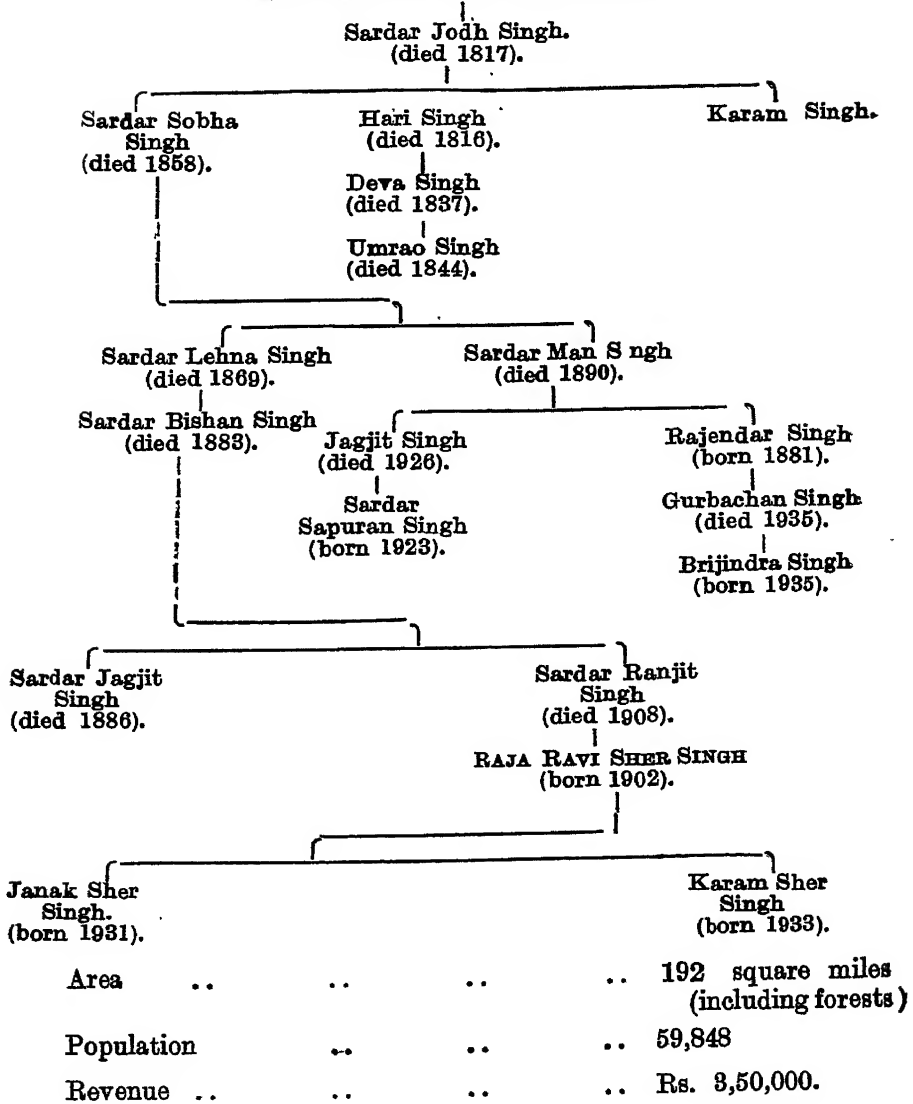 Sardar Jodh Singh.
(died 1817).
Sardar Sobha
Singh
(died 1858).
Hari Singh
(died 1816).
Karam Singh.
Deva Singh
(died 1837).
Umrao Singh
(died 1844).
Sardar Lehna Singh
(died 1869).
Sardar Man S ngh
(died 1890).
Sardar Bishan Singh
(died 1883).
Jagjit Singh
(died 1926).
Rajendar Singh
(born 1881).
Sardar
Sapuran Singh
(born 1923).
Gurbachan Singh
(died 1935).
Brijindra Singh
(born 1935).
Sardar Jagjit
Singh
(died 1886).
Sardar Ranjit
Singh
(died 1908).
RAJA RAVI SHER SINGH
(born 1902).
Janak Sher
Singh.
(born 1931).
Karam Sher
Singh
(born 1933).
Area .. .. .. .. 192 square miles
(including forests)
Population .. .. .. 59,848
Revenue .. .. .. .. Rs. 3,50,000.